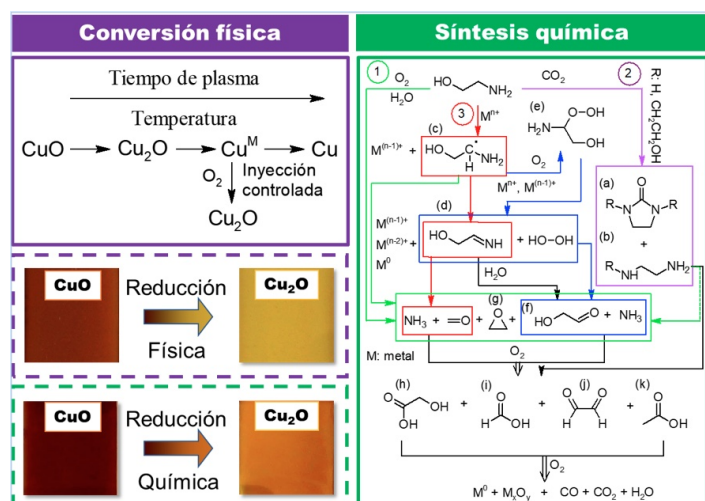 Conversión física
Tiempo de plasma
Temperatura
CuO → Cu₂O → Cuᴹ → Cu
O₂
Inyección
controlada
Cu₂O
CuO
Reducción
Física
Cu₂O
CuO
Reducción
Química
Cu₂O
Síntesis química
1
O₂
H₂O
HO
NH₂
CO₂
2
R: H, CH₂CH₂OH
3
Mⁿ⁺
(e)
O-OH
H₂N
OH
(c)
M⁽ⁿ⁻¹⁾⁺ +
HO
C
H
NH₂
O₂
Mⁿ⁺, M⁽ⁿ⁻¹⁾⁺
(a)
O
R-N
N-R
(b)
+
R
NH
NH₂
(d)
M⁽ⁿ⁻¹⁾⁺
M⁽ⁿ⁻²⁾⁺ +
M⁰
HO
NH
+ HO-OH
H₂O
NH₃ + =O
+
(g)
O
+
(f)
HO
O
+ NH₃
M: metal
O₂
(h)
O
OH
OH
+
(i)
O
H
OH
+
(j)
O
O
+
(k)
O
OH
O₂
M⁰ + MₓOᵧ + CO + CO₂ + H₂O